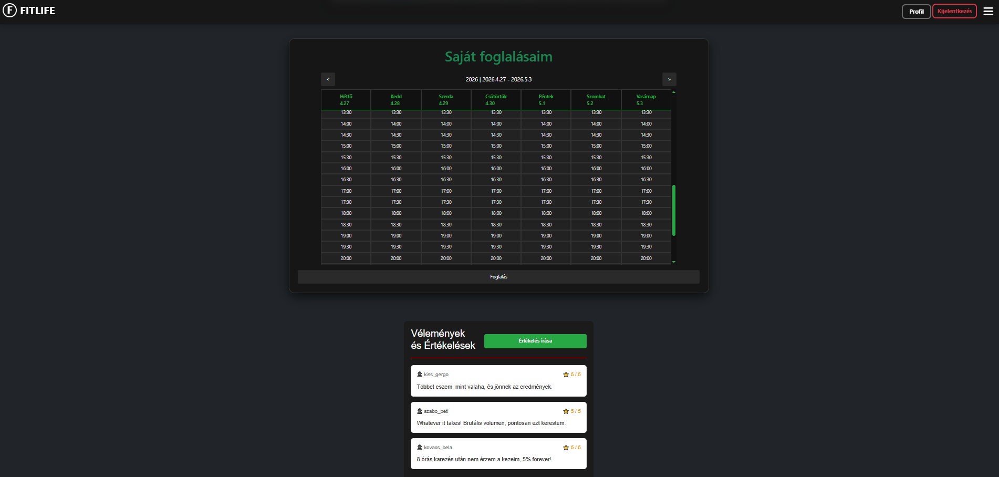 F FITLIFE
Profil
Kijelentkezés
Saját foglalásaim
< 2026 | 2026.4.27 - 2026.5.3 >
Hétfő Kedd Szerda Csütörtök Péntek Szombat Vasárnap
4.27 4.28 4.29 4.30 5.1 5.2 5.3
13:30 13:30 13:30 13:30 13:30 13:30 13:30
14:00 14:00 14:00 14:00 14:00 14:00 14:00
14:30 14:30 14:30 14:30 14:30 14:30 14:30
15:00 15:00 15:00 15:00 15:00 15:00 15:00
15:30 15:30 15:30 15:30 15:30 15:30 15:30
16:00 16:00 16:00 16:00 16:00 16:00 16:00
16:30 16:30 16:30 16:30 16:30 16:30 16:30
17:00 17:00 17:00 17:00 17:00 17:00 17:00
17:30 17:30 17:30 17:30 17:30 17:30 17:30
18:00 18:00 18:00 18:00 18:00 18:00 18:00
18:30 18:30 18:30 18:30 18:30 18:30 18:30
19:00 19:00 19:00 19:00 19:00 19:00 19:00
19:30 19:30 19:30 19:30 19:30 19:30 19:30
20:00 20:00 20:00 20:00 20:00 20:00 20:00
Foglalás
Vélemények
és Értékelések
Értékelés írása
kiss_gergo 5 / 5
Többet eszem, mint valaha, és jönnek az eredmények.
szabo_peti 5 / 5
Whatever it takes! Brutális volumen, pontosan ezt kerestem.
kovacs_bela 5 / 5
8 órás karezés után nem érzem a kezeim, 5% forever!